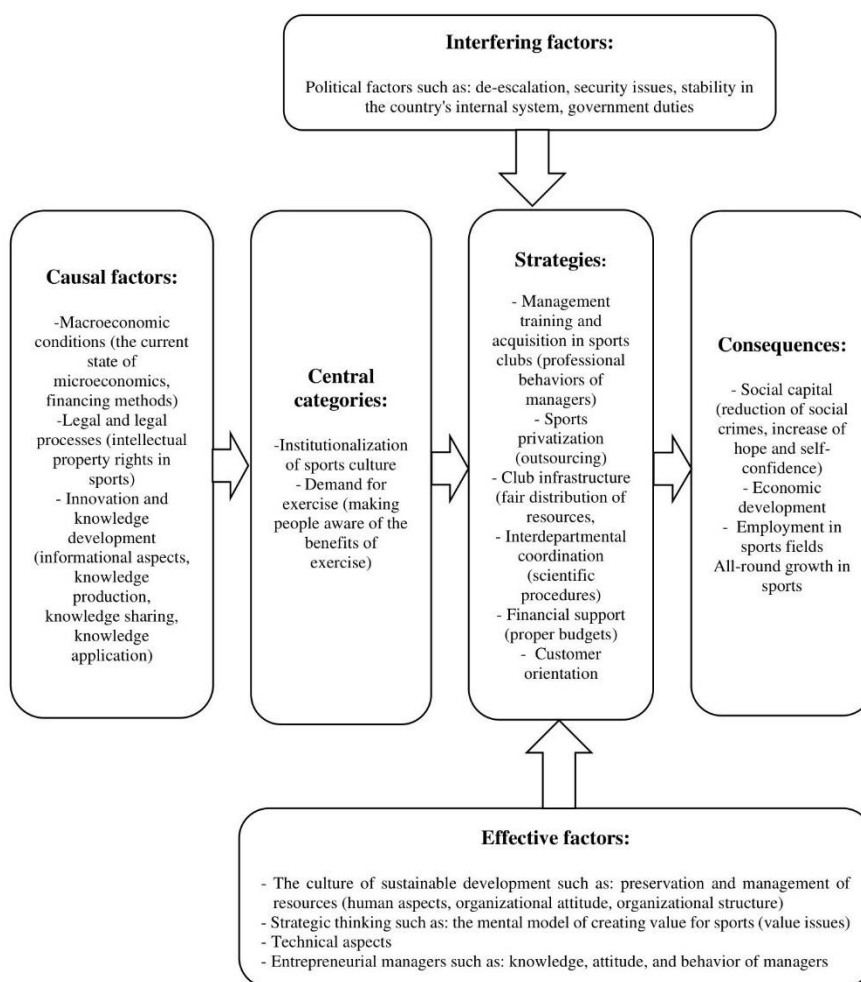 Interfering factors:
Political factors such as: de-escalation, security issues, stability in
the country's internal system, government duties
Causal factors:
-Macroeconomic
conditions (the current
state of
microeconomics,
financing methods)
-Legal and legal
processes (intellectual
property rights in
sports)
- Innovation and
knowledge
development
(informational aspects,
knowledge
production,
knowledge sharing,
knowledge
application)
Central
categories:
-Institutionalization
of sports culture
- Demand for
exercise (making
people aware of the
benefits of
exercise)
Strategies:
- Management
training and
acquisition in sports
clubs (professional
behaviors of
managers)
- Sports
privatization
(outsourcing)
- Club infrastructure
(fair distribution of
resources,
- Interdepartmental
coordination
(scientific
procedures)
- Financial support
(proper budgets)
- Customer
orientation
Consequences:
- Social capital
(reduction of social
crimes, increase of
hope and self-
confidence)
- Economic
development
- Employment in
sports fields
All-round growth in
sports
Effective factors:
- The culture of sustainable development such as: preservation and management of
resources (human aspects, organizational attitude, organizational structure)
- Strategic thinking such as: the mental model of creating value for sports (value issues)
- Technical aspects
- Entrepreneurial managers such as: knowledge, attitude, and behavior of managers